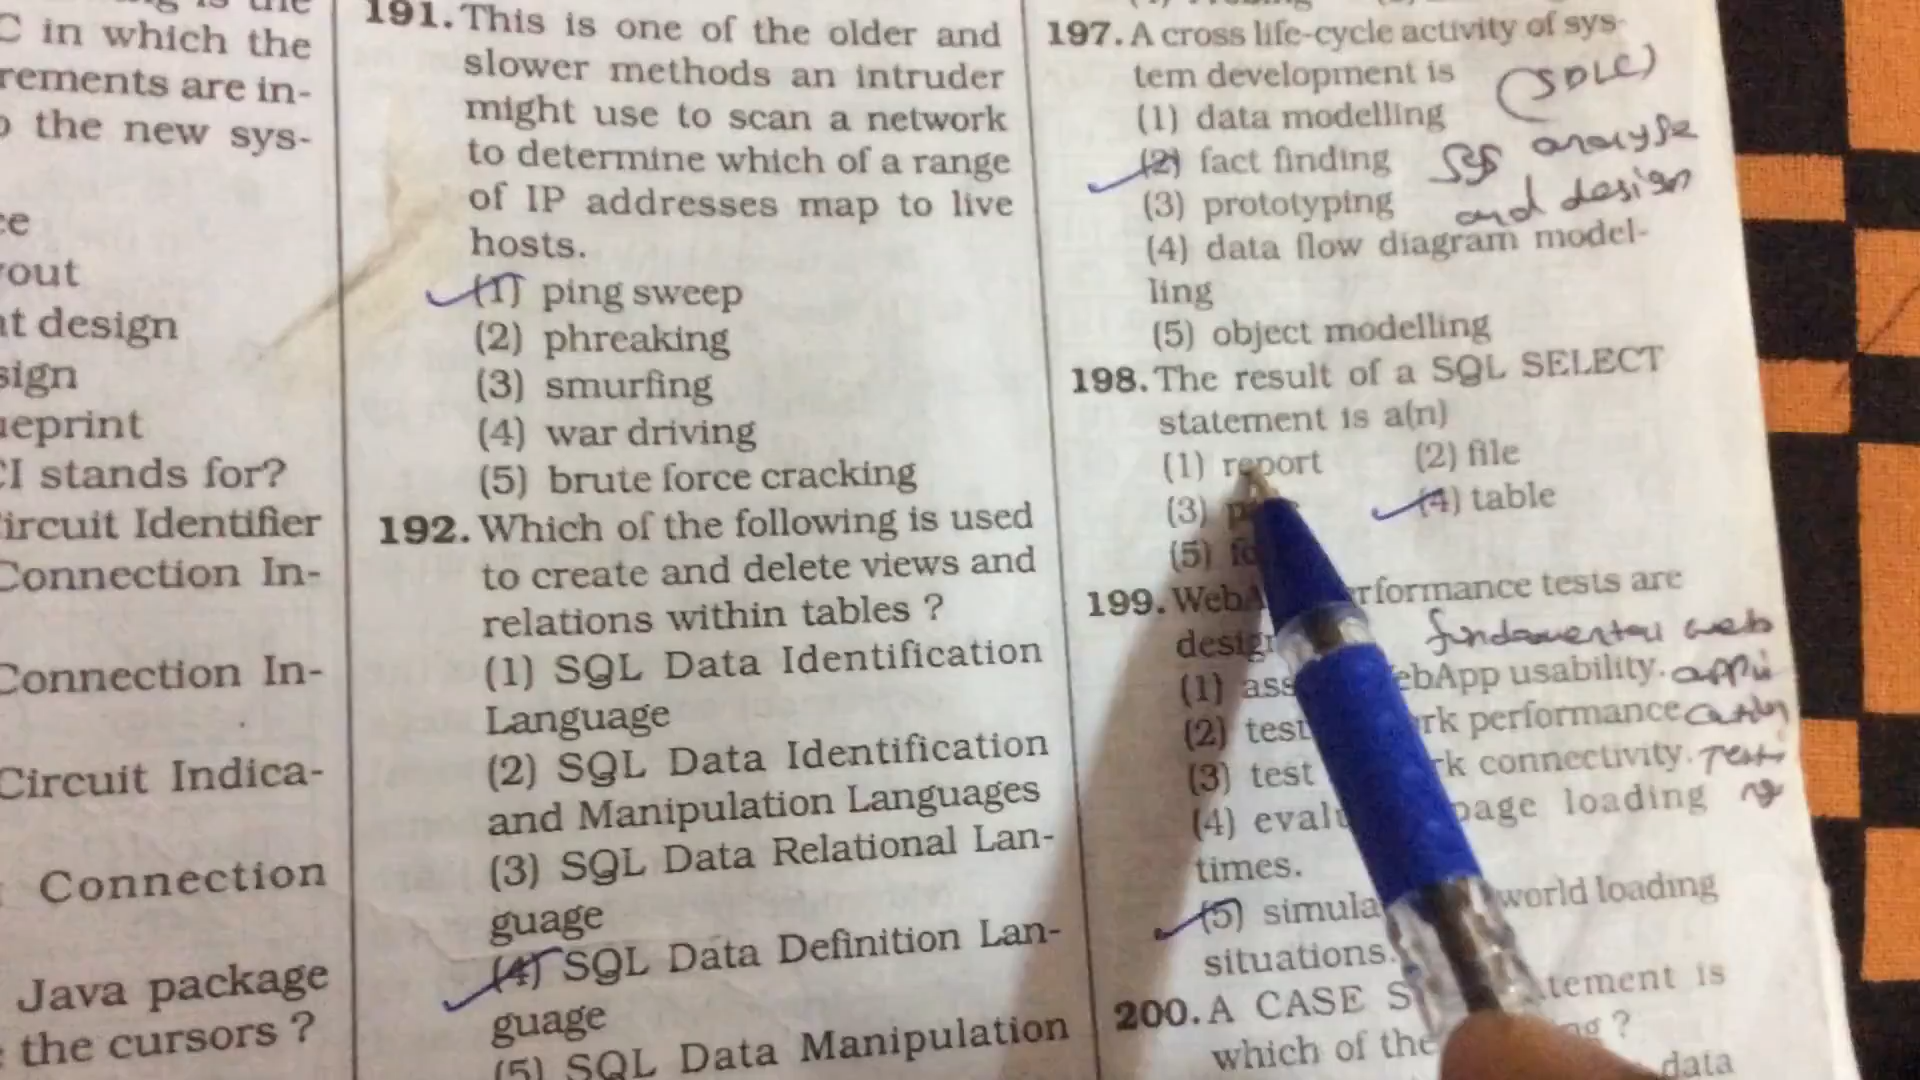 C in which the
rements are in-
o the new sys-
ce
yout
at design
sign
ueprint
CI stands for?
Circuit Identifier
Connection In-
Connection In-
Circuit Indica-
Connection
Java package
the cursors ?
191. This is one of the older and
slower methods an intruder
might use to scan a network
to determine which of a range
of IP addresses map to live
hosts.
(1) ping sweep
(2) phreaking
(3) smurfing
(4) war driving
(5) brute force cracking
192. Which of the following is used
to create and delete views and
relations within tables ?
(1) SQL Data Identification
Language
(2) SQL Data Identification
and Manipulation Languages
(3) SQL Data Relational Lan-
guage
(4) SQL Data Definition Lan-
guage
(5) SQL Data Manipulation
197. A cross life-cycle activity of sys-
tem development is (SDLC)
(1) data modelling
(2) fact finding sys analyse
(3) prototyping and design
(4) data flow diagram model-
ling
(5) object modelling
198. The result of a SQL SELECT
statement is a(n)
(1) report (2) file
(3) (4) table
(5)
199. WebA rformance tests are
design fundamental web
(1) ass ebApp usability. appli
(2) test rk performance cation
(3) test rk connectivity. testi
(4) evalu page loading ng
times.
(5) simula world loading
situations.
200. A CASE S tement is
which of the ng ?
data